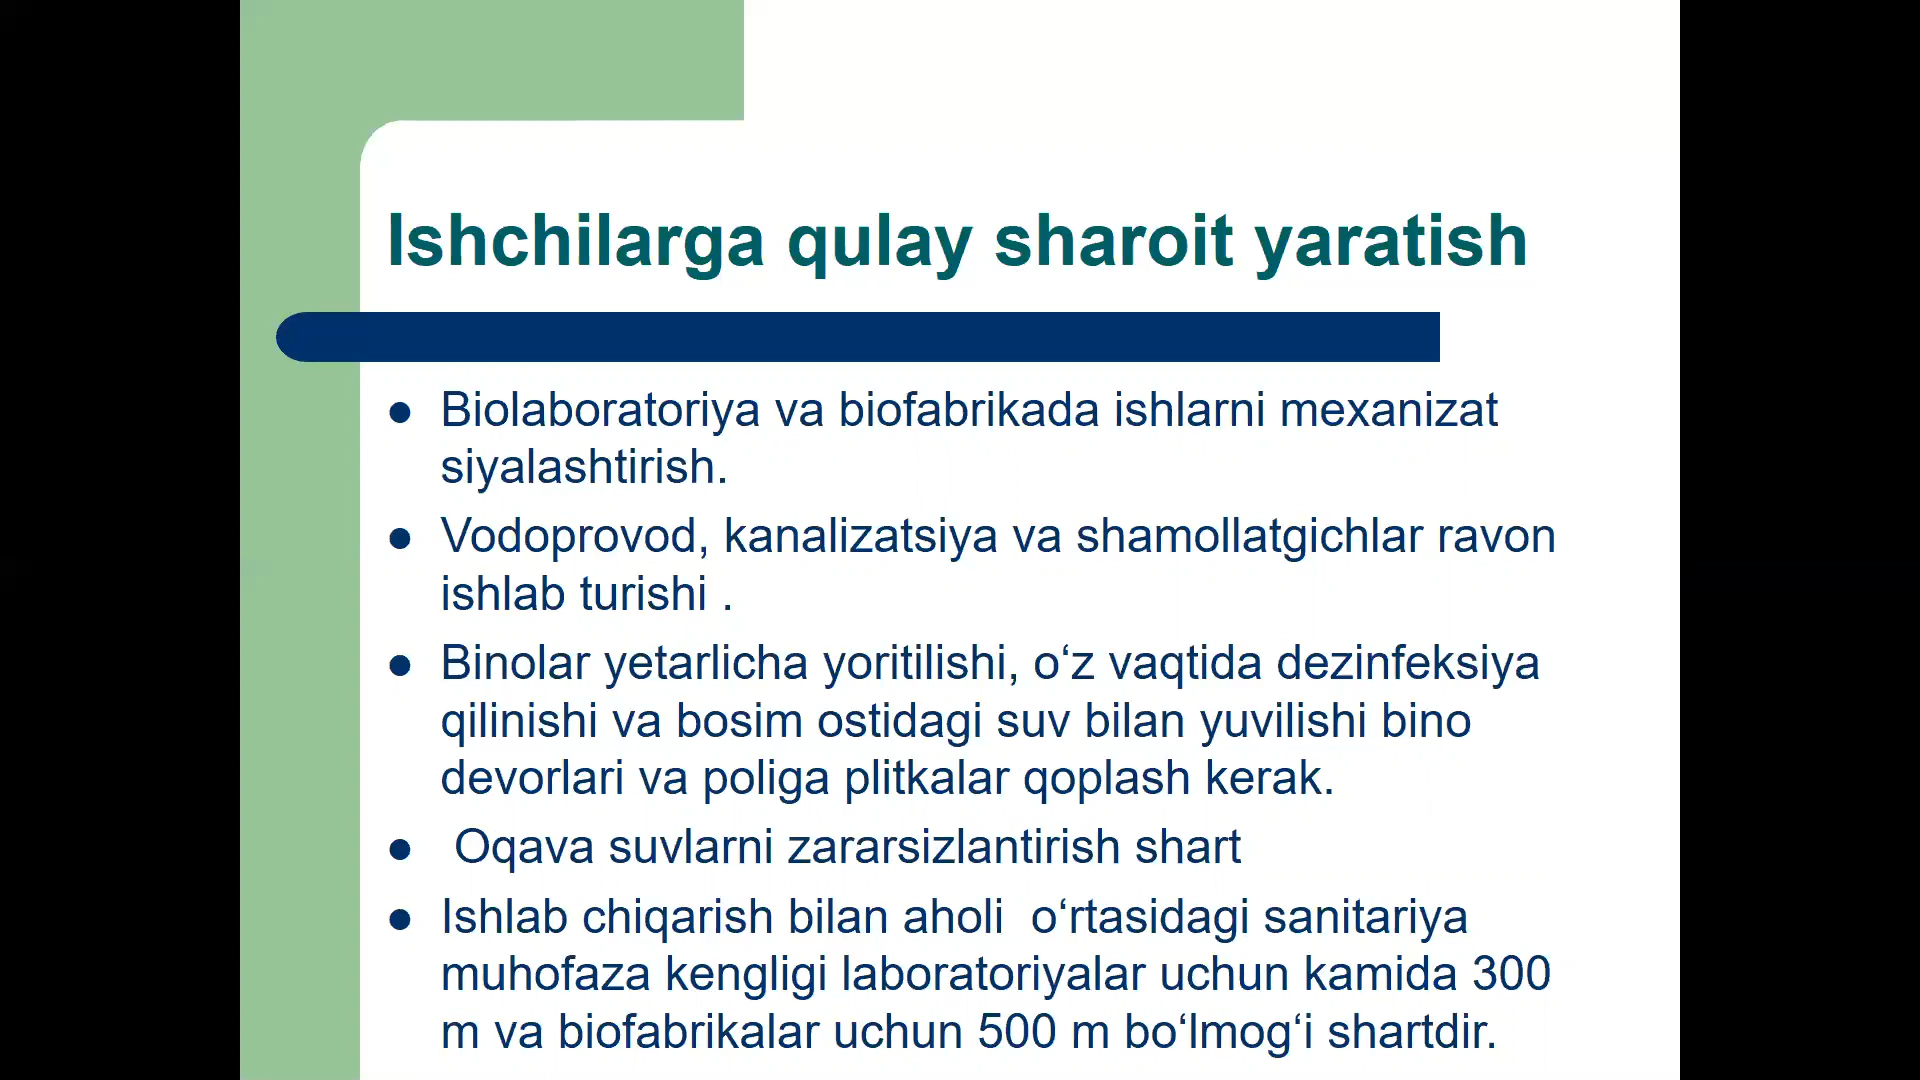 Ishchilarga qulay sharoit yaratish
● Biolaboratoriya va biofabrikada ishlarni mexanizat
siyalashtirish.
● Vodoprovod, kanalizatsiya va shamollatgichlar ravon
ishlab turishi .
● Binolar yetarlicha yoritilishi, o‘z vaqtida dezinfeksiya
qilinishi va bosim ostidagi suv bilan yuvilishi bino
devorlari va poliga plitkalar qoplash kerak.
● Oqava suvlarni zararsizlantirish shart
● Ishlab chiqarish bilan aholi  o‘rtasidagi sanitariya
muhofaza kengligi laboratoriyalar uchun kamida 300
m va biofabrikalar uchun 500 m bo‘lmog‘i shartdir.